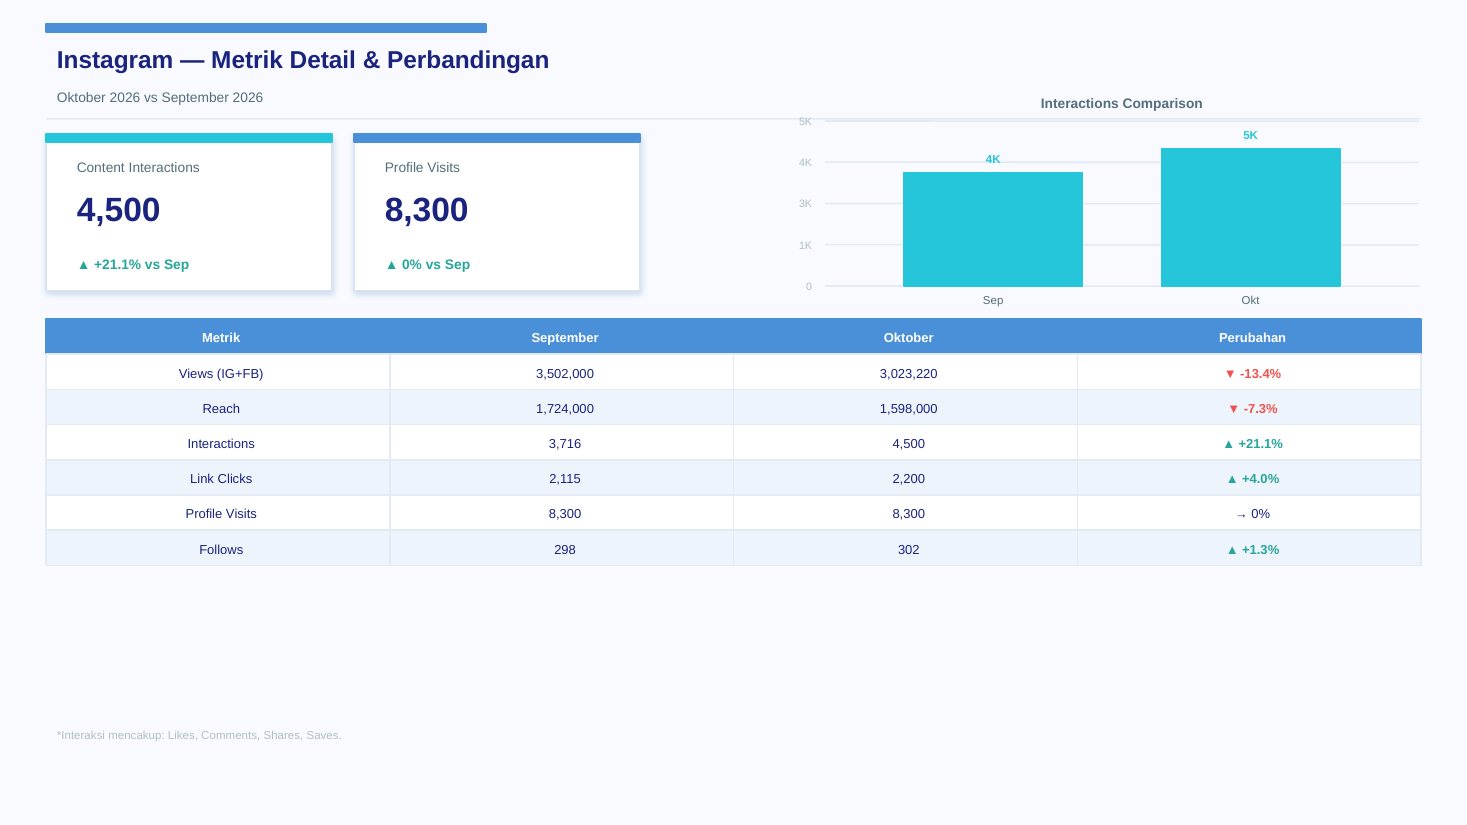 Instagram — Metrik Detail & Perbandingan
Oktober 2026 vs September 2026
Content Interactions
4,500
▲ +21.1% vs Sep
Profile Visits
8,300
▲ 0% vs Sep
Interactions Comparison
5K
4K
3K
1K
0
4K
5K
Sep
Okt
Metrik September Oktober Perubahan
Views (IG+FB) 3,502,000 3,023,220 ▼ -13.4%
Reach 1,724,000 1,598,000 ▼ -7.3%
Interactions 3,716 4,500 ▲ +21.1%
Link Clicks 2,115 2,200 ▲ +4.0%
Profile Visits 8,300 8,300 → 0%
Follows 298 302 ▲ +1.3%
*Interaksi mencakup: Likes, Comments, Shares, Saves.